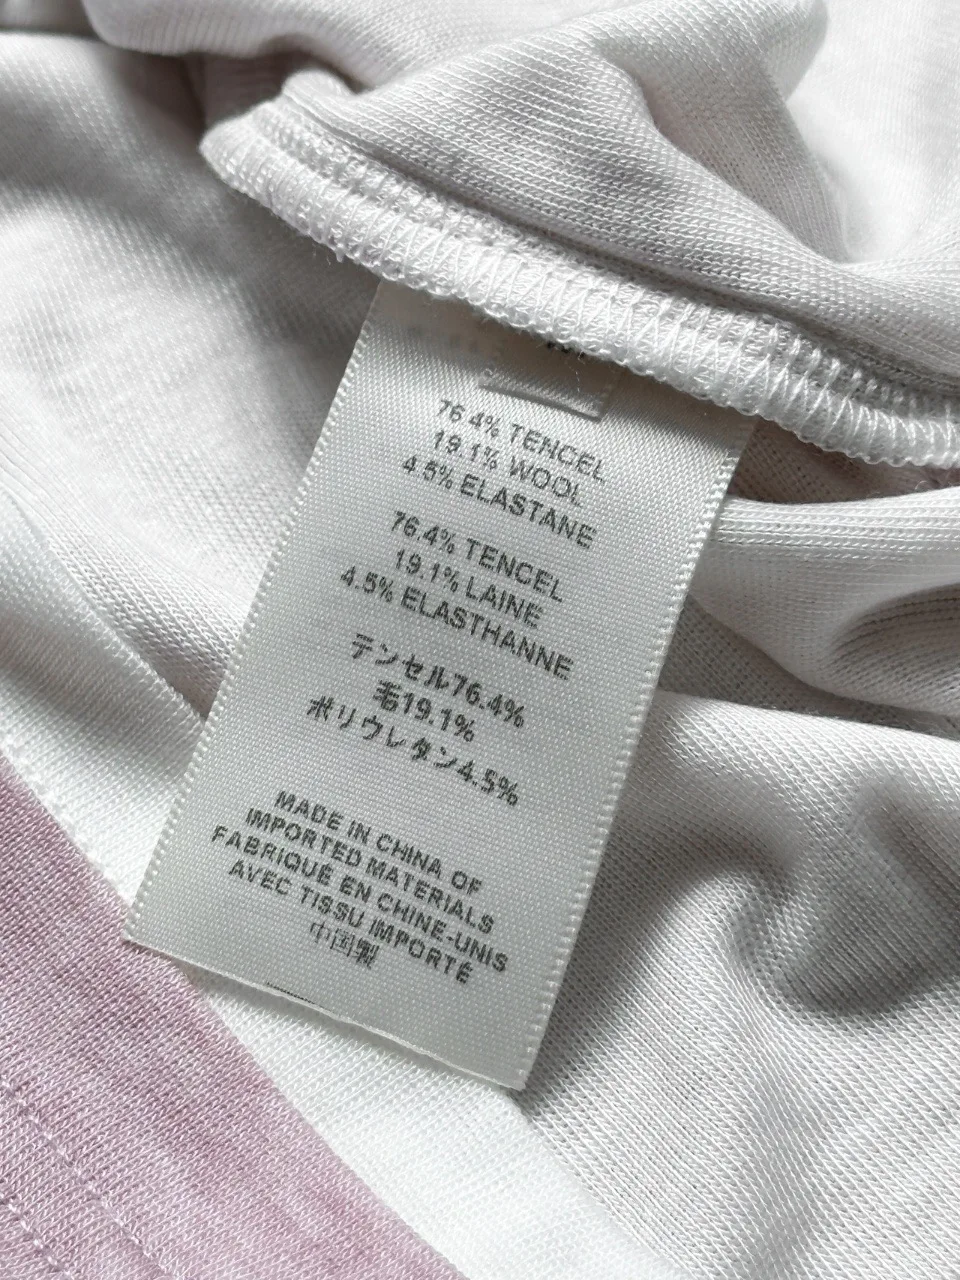 76.4% TENCEL
19.1% WOOL
4.5% ELASTANE
76.4% TENCEL
19.1% LAINE
4.5% ELASTHANNE
テンセル76.4%
毛19.1%
ポリウレタン4.5%
MADE IN CHINA OF
IMPORTED MATERIALS
FABRIQUÉ EN CHINE-UNIS
AVEC TISSU IMPORTÉ
中国製